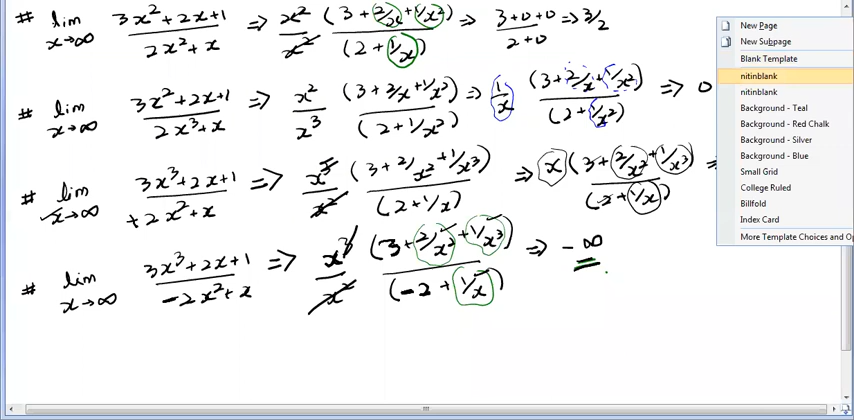 # lim x→∞ 3x²+2x+1 / 2x²+x => x²/x² (3+2/x+1/x²) / (2+1/x) => 3+0+0 / 2+0 => 3/2
# lim x→∞ 3x²+2x+1 / 2x³+x => x²/x³ (3+2/x+1/x²) / (2+1/x²) => 1/x (3+2/x+1/x²) / (2+1/x²) => 0
# lim x→∞ 3x³+2x+1 / +2x²+x => x³/x² (3+2/x²+1/x³) / (2+1/x) => x (3+2/x²+1/x³) / (2+1/x) =>
# lim x→∞ 3x³+2x+1 / -2x²+x => x³/x² (3+2/x²+1/x³) / (-2+1/x) => -∞
New Page
New Subpage
Blank Template
nitinblank
nitinblank
Background - Teal
Background - Red Chalk
Background - Silver
Background - Blue
Small Grid
College Ruled
Billfold
Index Card
More Template Choices and Op